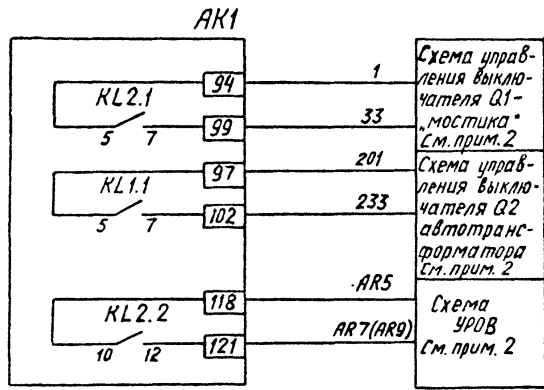 АК1
94
1
Схема управ-
ления выклю-
чателя Q1-
„мостика"
См. прим. 2
KL2.1
5 7
99
33
97
201
Схема управ-
ления выклю-
чателя Q2
автотранс-
форматора
См. прим. 2
KL1.1
5 7
102
233
118
AR5
Схема
УРОВ
См. прим. 2
KL2.2
10 12
121
AR7(AR9)